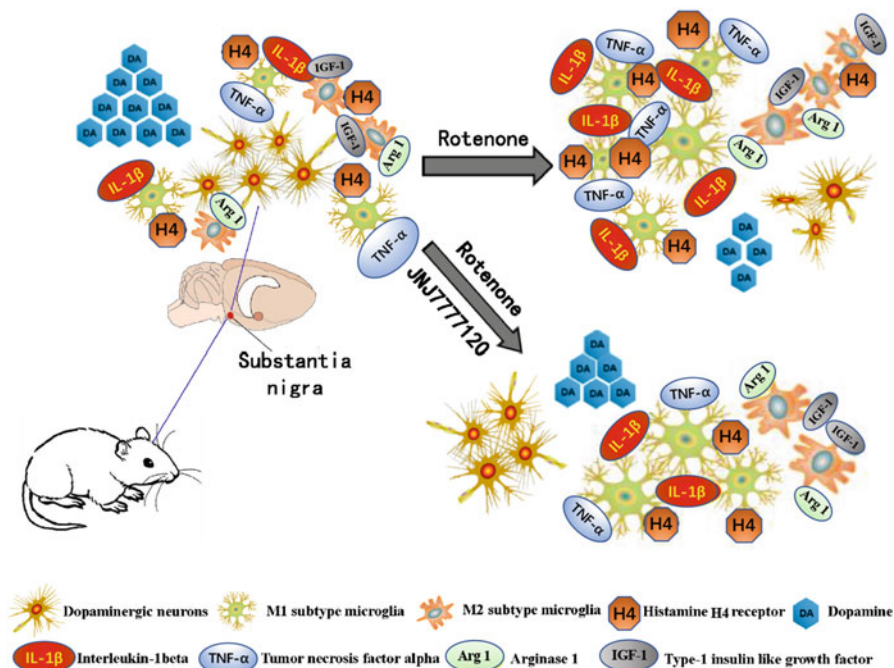 H4
IL-1β
IGF-1
H4
TNF-α
DA
DA DA
DA DA DA
DA DA DA DA
IGF-1
Arg 1
H4
IL-1β
Arg 1
H4
TNF-α
Rotenone
TNF-α
H4
TNF-α
IL-1β
H4
IL-1β
IGF-1
H4
IGF-1
IL-1β
TNF-α
Arg 1
Arg 1
H4
H4
TNF-α
IL-1β
IL-1β
H4
DA
DA DA
DA
Rotenone
JNJ7777120
Substantia
nigra
DA
DA DA
DA DA DA
TNF-α
IL-1β
H4
IL-1β
TNF-α
H4
H4
Arg 1
IGF-1
IGF-1
Arg 1
Dopaminergic neurons
M1 subtype microglia
M2 subtype microglia
H4 Histamine H4 receptor
DA Dopamine
IL-1β Interleukin-1beta
TNF-α Tumor necrosis factor alpha
Arg 1 Arginase 1
IGF-1 Type-1 insulin like growth factor